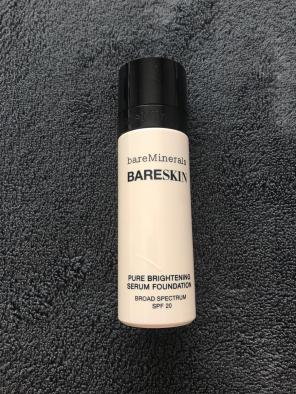 bareMinerals
BARESKIN
PURE BRIGHTENING
SERUM FOUNDATION
BROAD SPECTRUM
SPF 20